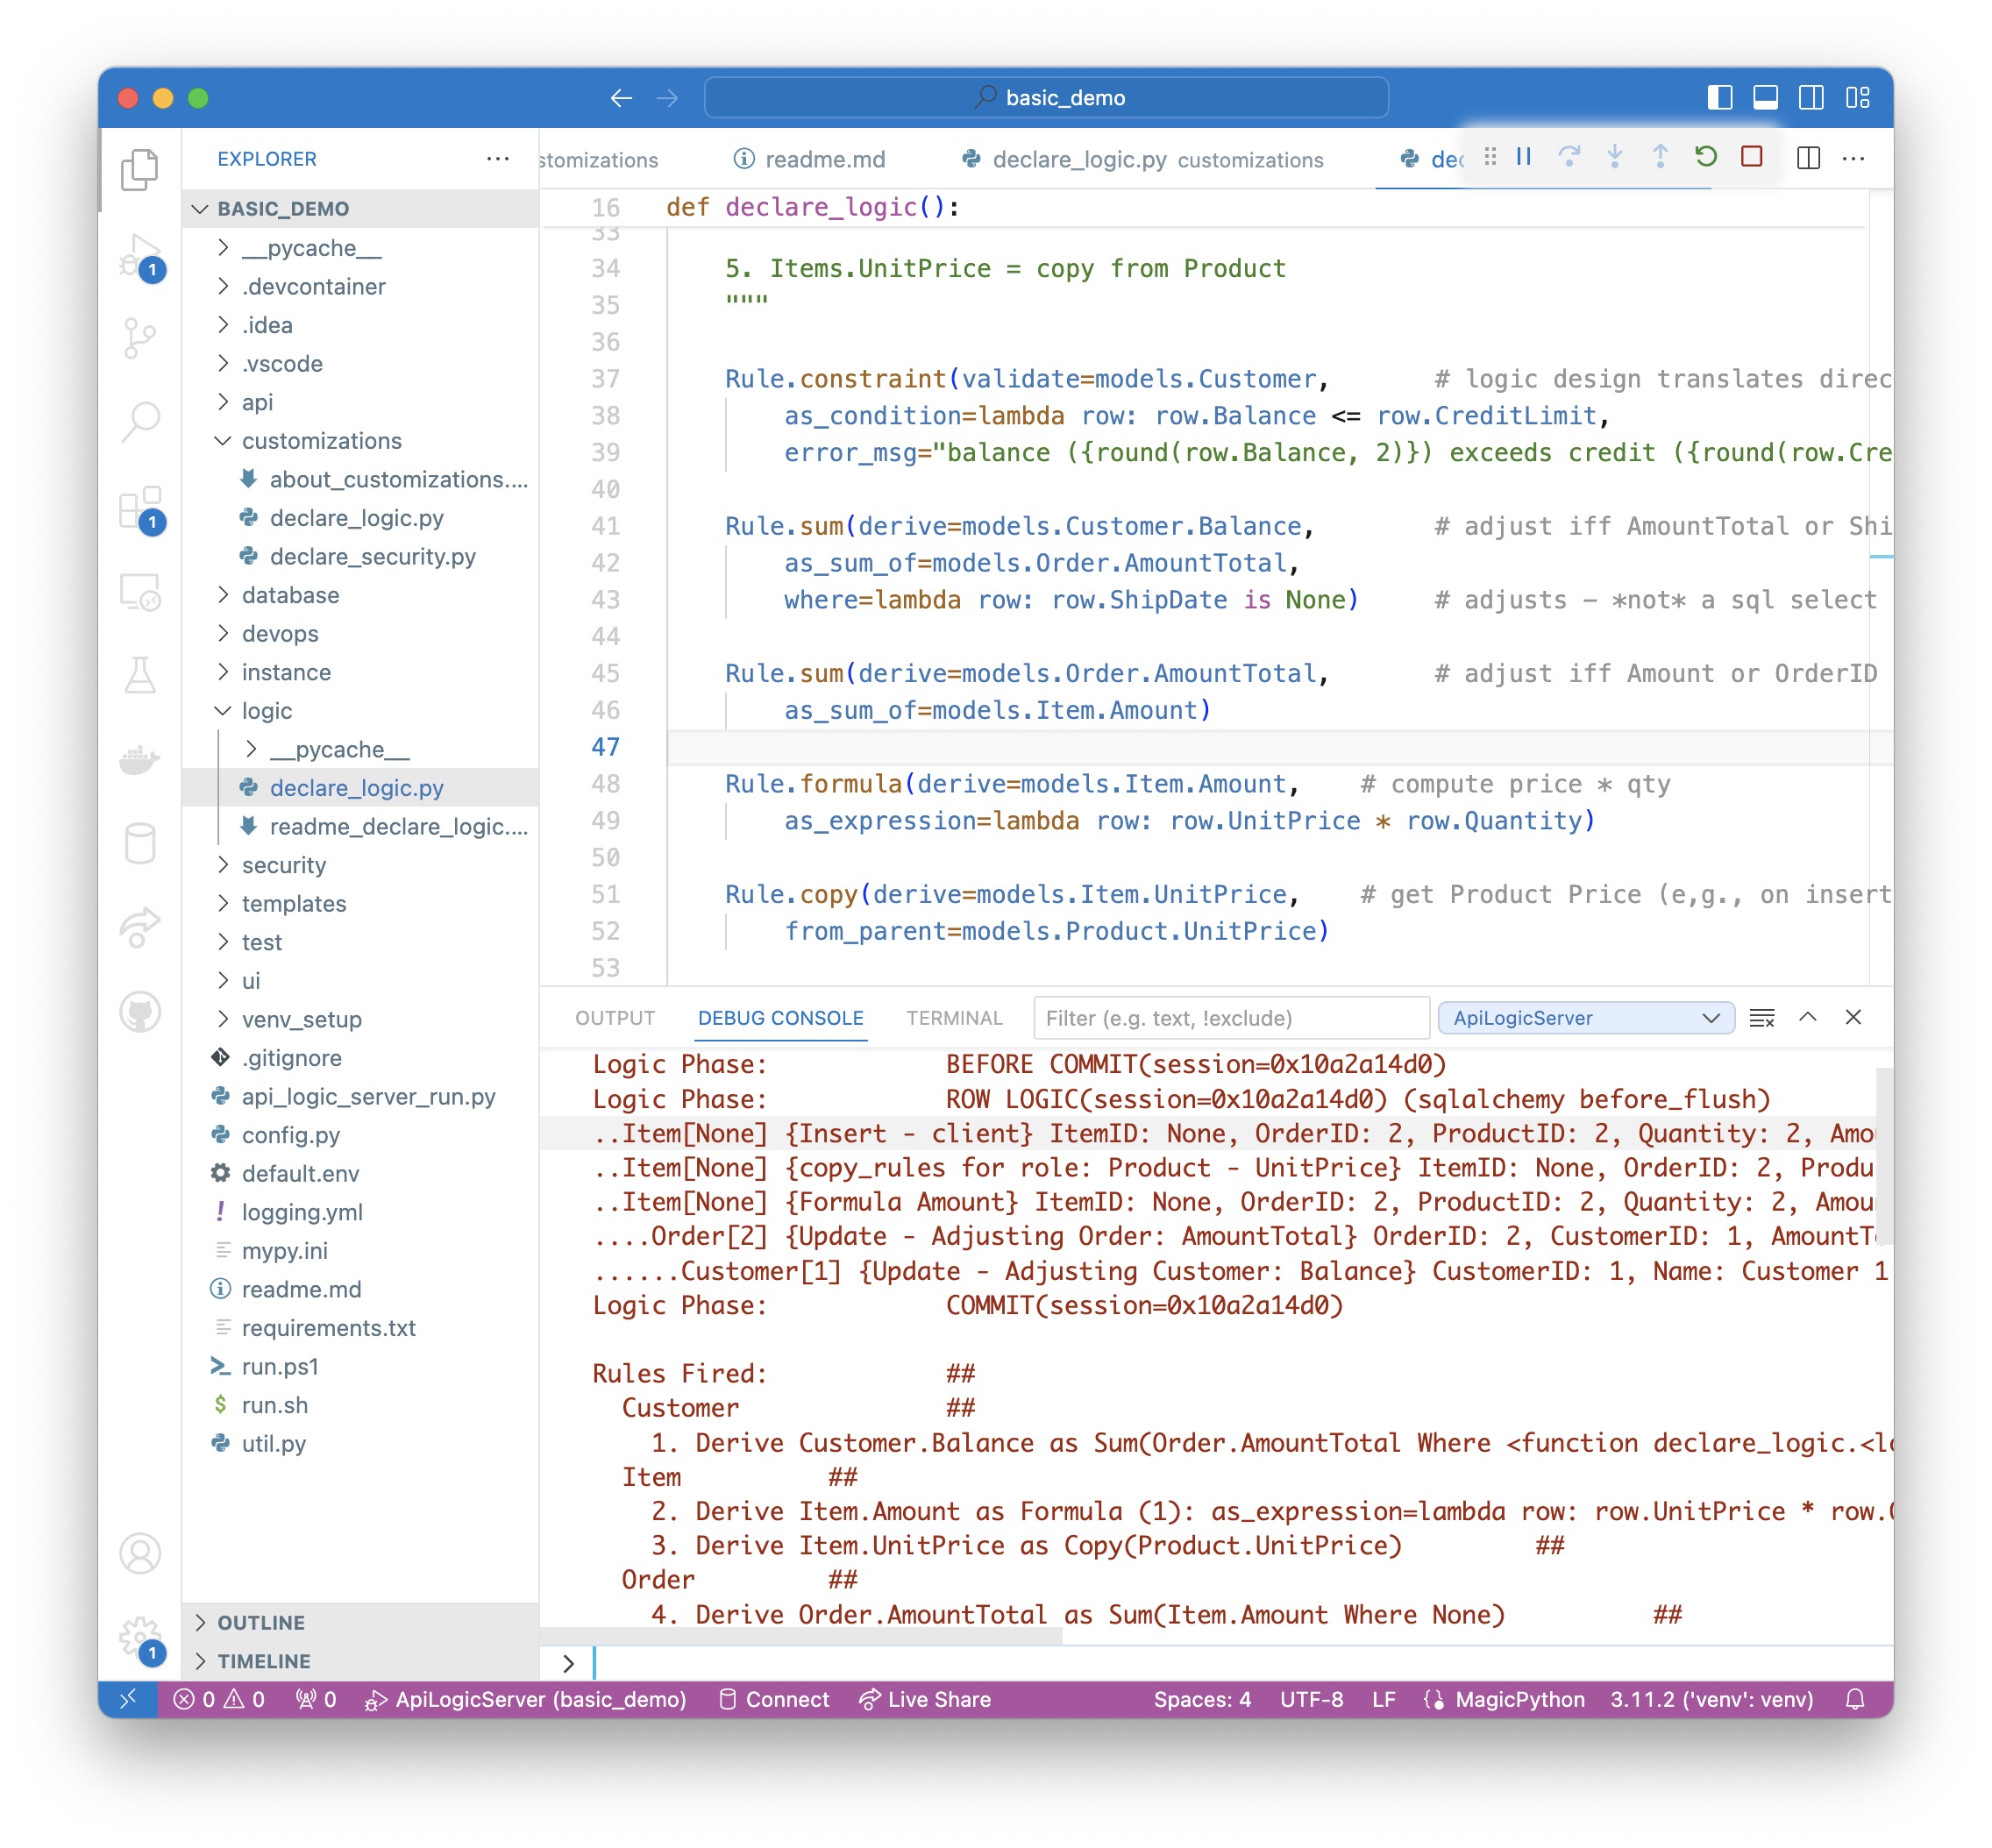 basic_demo
EXPLORER
BASIC_DEMO
__pycache__
.devcontainer
.idea
.vscode
api
customizations
about_customizations....
declare_logic.py
declare_security.py
database
devops
instance
logic
__pycache__
declare_logic.py
readme_declare_logic....
security
templates
test
ui
venv_setup
.gitignore
api_logic_server_run.py
config.py
default.env
logging.yml
mypy.ini
readme.md
requirements.txt
run.ps1
run.sh
util.py
OUTLINE
TIMELINE
1
1
1
stomizations readme.md declare_logic.py customizations dec
16 def declare_logic():
33
34 5. Items.UnitPrice = copy from Product
35 """
36
37 Rule.constraint(validate=models.Customer, # logic design translates direc
38 as_condition=lambda row: row.Balance <= row.CreditLimit,
39 error_msg="balance ({round(row.Balance, 2)}) exceeds credit ({round(row.Cre
40
41 Rule.sum(derive=models.Customer.Balance, # adjust iff AmountTotal or Shi
42 as_sum_of=models.Order.AmountTotal,
43 where=lambda row: row.ShipDate is None) # adjusts - *not* a sql select
44
45 Rule.sum(derive=models.Order.AmountTotal, # adjust iff Amount or OrderID
46 as_sum_of=models.Item.Amount)
47
48 Rule.formula(derive=models.Item.Amount, # compute price * qty
49 as_expression=lambda row: row.UnitPrice * row.Quantity)
50
51 Rule.copy(derive=models.Item.UnitPrice, # get Product Price (e,g., on insert
52 from_parent=models.Product.UnitPrice)
53
OUTPUT DEBUG CONSOLE TERMINAL Filter (e.g. text, !exclude) ApiLogicServer
Logic Phase: BEFORE COMMIT(session=0x10a2a14d0)
Logic Phase: ROW LOGIC(session=0x10a2a14d0) (sqlalchemy before_flush)
..Item[None] {Insert - client} ItemID: None, OrderID: 2, ProductID: 2, Quantity: 2, Amo
..Item[None] {copy_rules for role: Product - UnitPrice} ItemID: None, OrderID: 2, Produ
..Item[None] {Formula Amount} ItemID: None, OrderID: 2, ProductID: 2, Quantity: 2, Amou
....Order[2] {Update - Adjusting Order: AmountTotal} OrderID: 2, CustomerID: 1, AmountT
......Customer[1] {Update - Adjusting Customer: Balance} CustomerID: 1, Name: Customer 1
Logic Phase: COMMIT(session=0x10a2a14d0)
Rules Fired: ##
Customer ##
1. Derive Customer.Balance as Sum(Order.AmountTotal Where <function declare_logic.<lo
Item ##
2. Derive Item.Amount as Formula (1): as_expression=lambda row: row.UnitPrice * row.Q
3. Derive Item.UnitPrice as Copy(Product.UnitPrice) ##
Order ##
4. Derive Order.AmountTotal as Sum(Item.Amount Where None) ##
>
0 0 0 ApiLogicServer (basic_demo) Connect Live Share Spaces: 4 UTF-8 LF MagicPython 3.11.2 ('venv': venv)